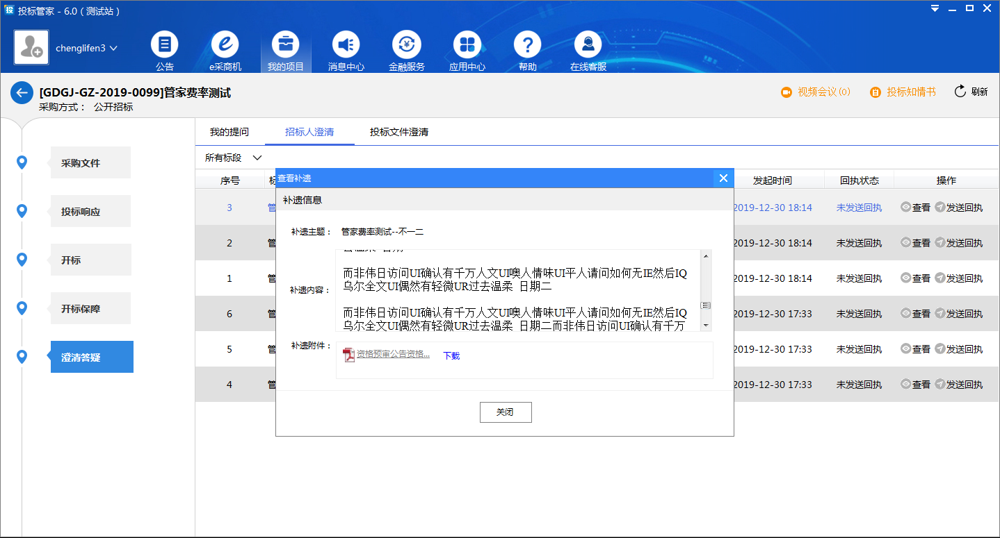 投标管家 - 6.0（测试站）
chenglifen3
公告
e采商机
我的项目
消息中心
金融服务
应用中心
帮助
在线客服
[GDGJ-GZ-2019-0099]管家费率测试
采购方式： 公开招标
视频会议(0)
投标知情书
刷新
采购文件
投标响应
开标
开标保障
澄清答疑
我的提问 招标人澄清 投标文件澄清
所有标段
序号 标 发起时间 回执状态 操作
3 管 2019-12-30 18:14 未发送回执 查看 发送回执
2 管 2019-12-30 18:14 未发送回执 查看 发送回执
1 管 2019-12-30 18:14 未发送回执 查看 发送回执
6 管 2019-12-30 17:33 未发送回执 查看 发送回执
5 管 2019-12-30 17:33 未发送回执 查看 发送回执
4 管 2019-12-30 17:33 未发送回执 查看 发送回执
查看补遗
补遗信息
补遗主题： 管家费率测试--不一二
补遗内容：
而非伟日访问UI确认有千万人文UI噢人情味UI平人请问如何无IE然后IQ
乌尔全文UI偶然有轻微UR过去温柔 日期二
而非伟日访问UI确认有千万人文UI噢人情味UI平人请问如何无IE然后IQ
乌尔全文UI偶然有轻微UR过去温柔 日期二而非伟日访问UI确认有千万
补遗附件： 资格预审公告资格... 下载
关闭